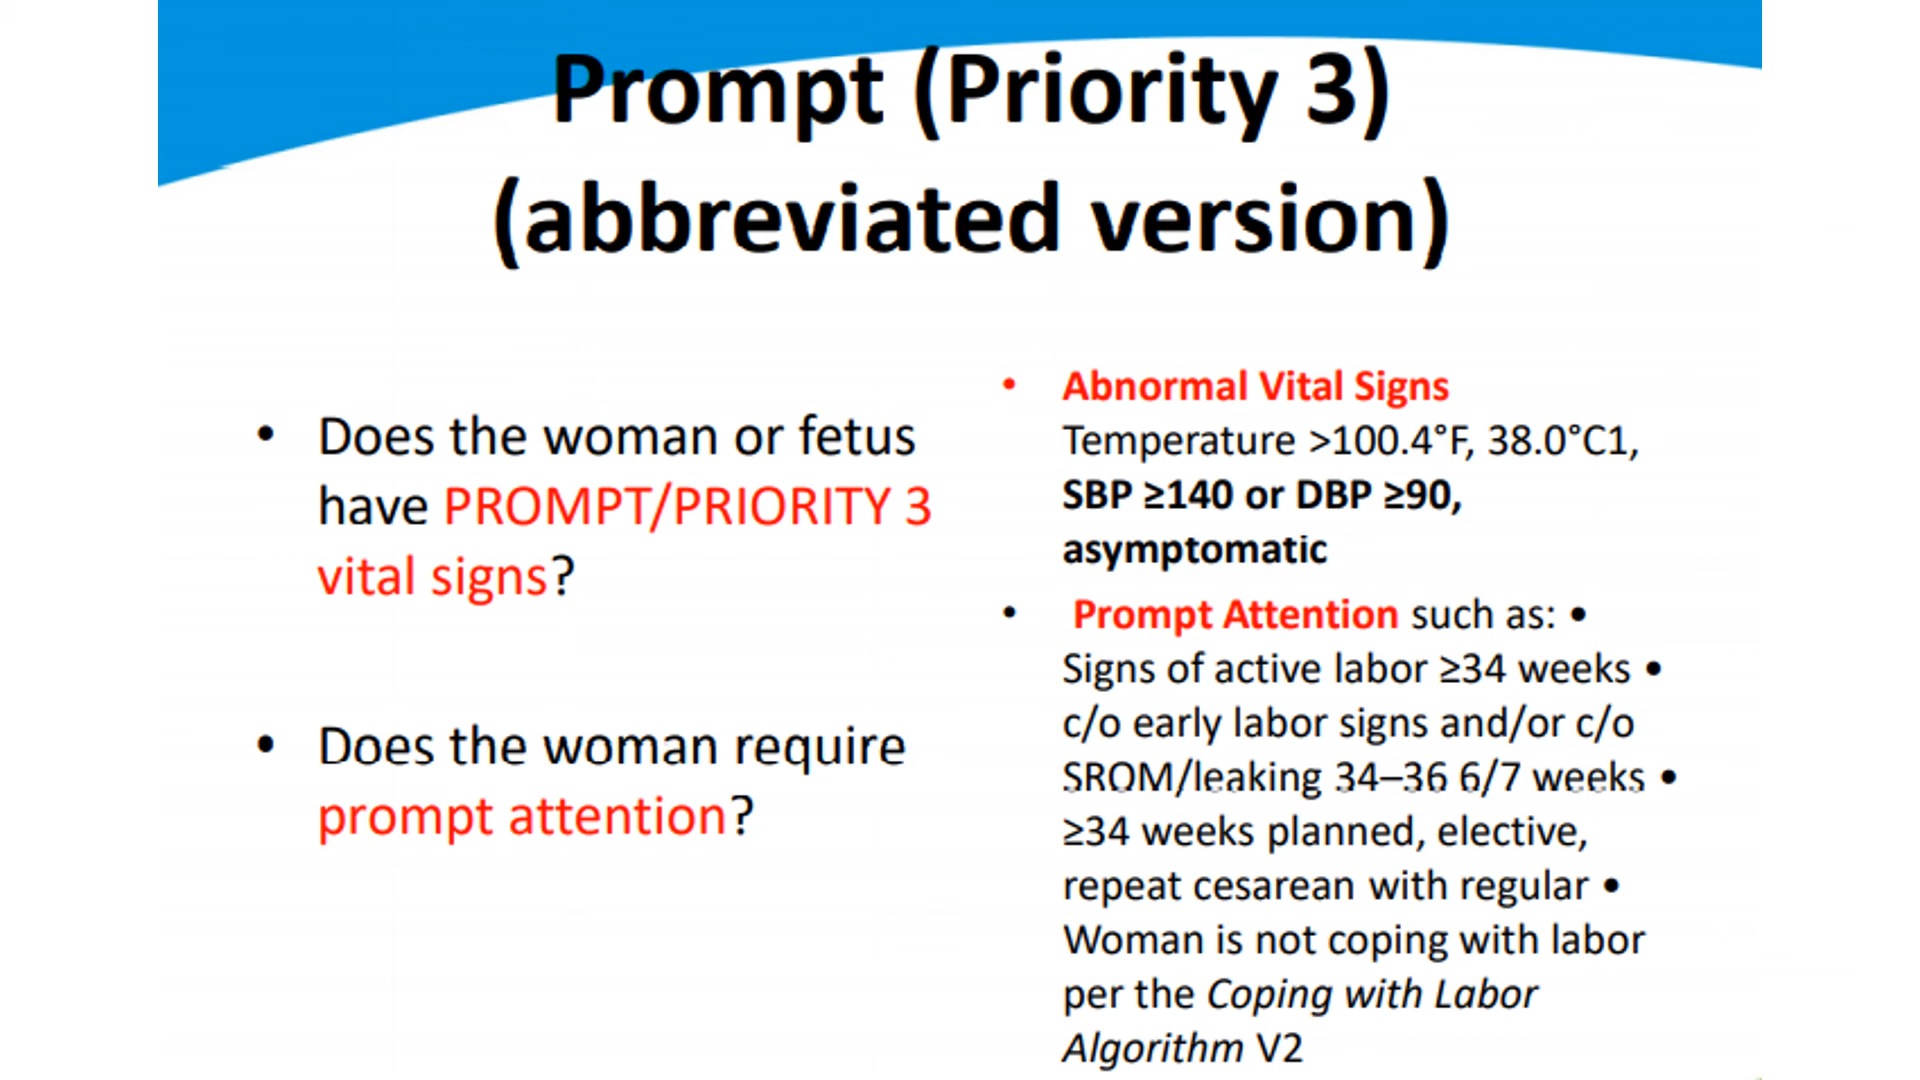 Prompt (Priority 3)
(abbreviated version)
• Does the woman or fetus
have PROMPT/PRIORITY 3
vital signs?
• Does the woman require
prompt attention?
• Abnormal Vital Signs
Temperature >100.4°F, 38.0°C1,
SBP ≥140 or DBP ≥90,
asymptomatic
• Prompt Attention such as: •
Signs of active labor ≥34 weeks •
c/o early labor signs and/or c/o
SROM/leaking 34–36 6/7 weeks •
≥34 weeks planned, elective,
repeat cesarean with regular •
Woman is not coping with labor
per the Coping with Labor
Algorithm V2